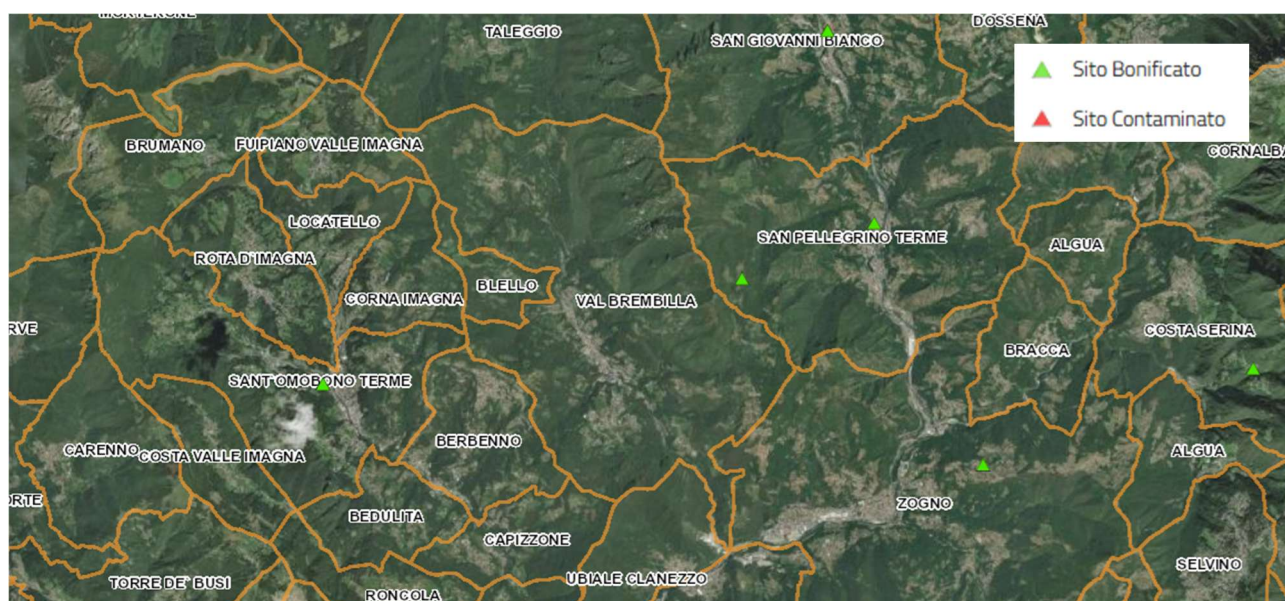 MORTERONE
TALEGGIO
SAN GIOVANNI BIANCO
DOSSENA
Sito Bonificato
Sito Contaminato
BRUMANO
FUIPIANO VALLE IMAGNA
CORNALBA
LOCATELLO
ROTA D'IMAGNA
SAN PELLEGRINO TERME
ALGUA
BLELLO
CORNA IMAGNA
VAL BREMBILLA
ERVE
COSTA SERINA
BRACCA
SANT'OMOBONO TERME
BERBENNO
CARENNO
COSTA VALLE IMAGNA
ALGUA
ORTE
ZOGNO
BEDULITA
CAPIZZONE
SELVINO
TORRE DE' BUSI
UBIALE CLANEZZO
RONCOLA